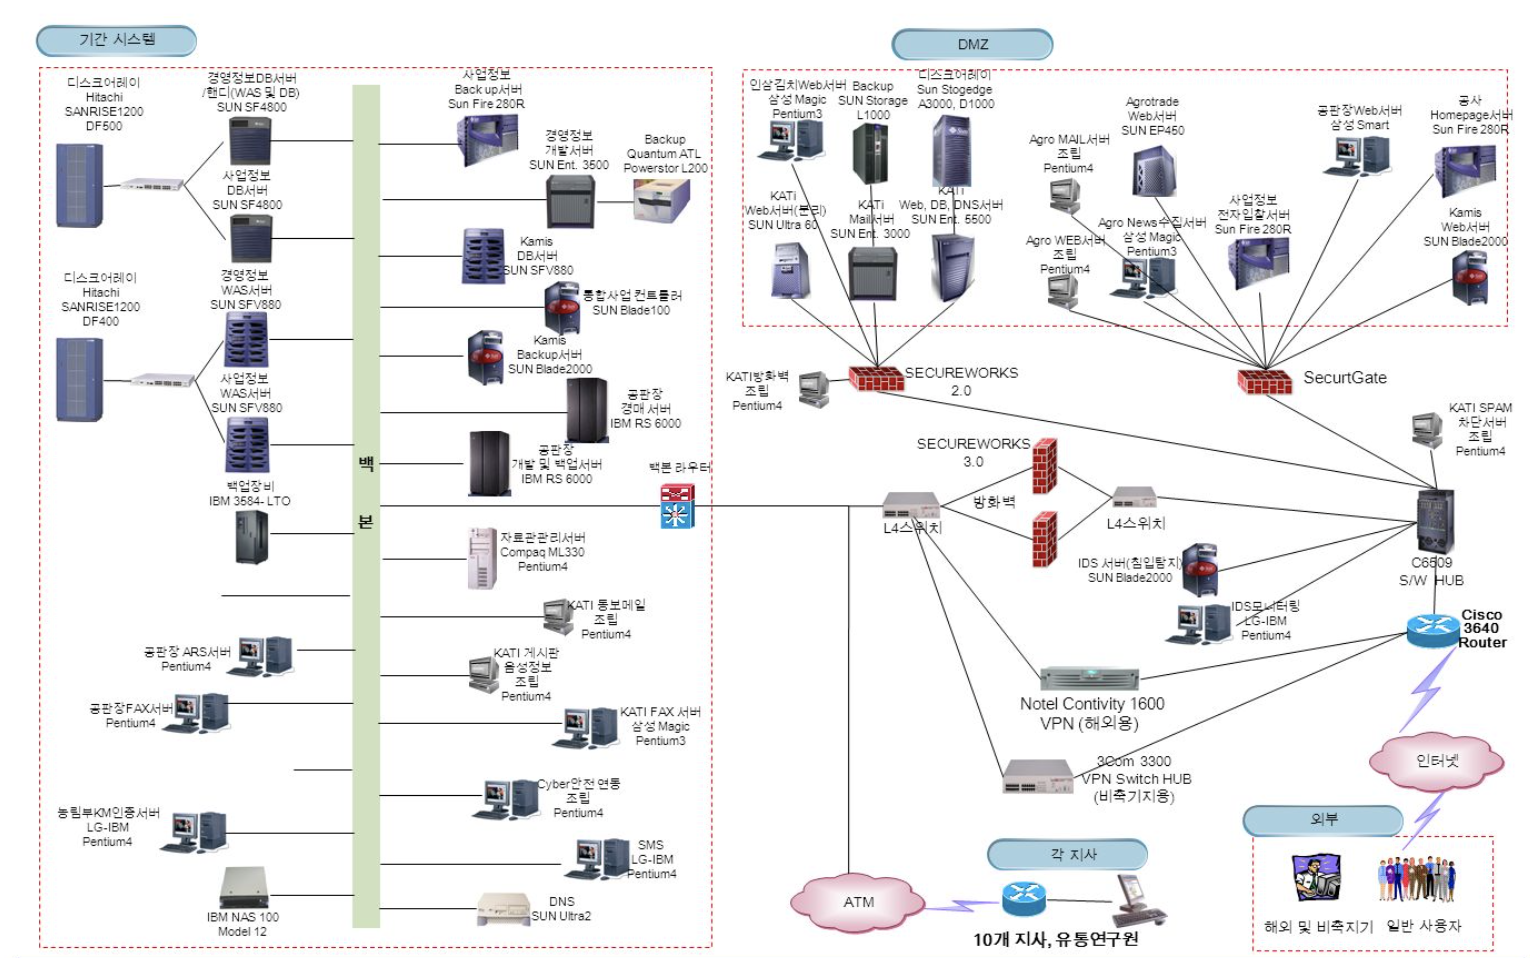 기간 시스템
디스크어레이
Hitachi
SANRISE1200
DF500
경영정보DB서버
/핸디(WAS 및 DB)
SUN SF4800
사업정보
DB서버
SUN SF4800
디스크어레이
Hitachi
SANRISE1200
DF400
경영정보
WAS서버
SUN SFV880
사업정보
WAS서버
SUN SFV880
백업장비
IBM 3584- LTO
공판장 ARS서버
Pentium4
공판장FAX서버
Pentium4
농림부KM인증서버
LG-IBM
Pentium4
IBM NAS 100
Model 12
백
본
사업정보
Back up서버
Sun Fire 280R
경영정보
개발서버
SUN Ent. 3500
Backup
Quantum ATL
Powerstor L200
Kamis
DB서버
SUN SFV880
통합사업 컨트롤러
SUN Blade100
Kamis
Backup서버
SUN Blade2000
공판장
경매 서버
IBM RS 6000
공판장
개발 및 백업서버
IBM RS 6000
자료관관리서버
Compaq ML330
Pentium4
KATI 통보메일
조립
Pentium4
KATI 게시판
음성정보
조립
Pentium4
KATI FAX 서버
삼성 Magic
Pentium3
Cyber안전 연동
조립
Pentium4
SMS
LG-IBM
Pentium4
DNS
SUN Ultra2
백본 라우터
DMZ
인삼김치Web서버
삼성 Magic
Pentium3
Backup
SUN Storage
L1000
디스크어레이
Sun Stogedge
A3000, D1000
KATi
Web서버(분리)
SUN Ultra 60
KATi
Mail서버
SUN Ent. 3000
KATi
Web, DB, DNS서버
SUN Ent. 5500
Agro MAIL서버
조립
Pentium4
Agrotrade
Web서버
SUN EP450
공판장Web서버
삼성 Smart
공사
Homepage서버
Sun Fire 280R
Agro WEB서버
조립
Pentium4
Agro News수집서버
삼성 Magic
Pentium3
사업정보
전자입찰서버
Sun Fire 280R
Kamis
Web서버
SUN Blade2000
KATI방화벽
조립
Pentium4
SECUREWORKS
2.0
SecurtGate
KATI SPAM
차단서버
조립
Pentium4
SECUREWORKS
3.0
방화벽
L4스위치
L4스위치
IDS 서버(침입탐지)
SUN Blade2000
C6509
S/W HUB
IDS모니터링
LG-IBM
Pentium4
Cisco
3640
Router
Notel Contivity 1600
VPN (해외용)
3Com 3300
VPN Switch HUB
(비축기지용)
인터넷
외부
해외 및 비축지기
일반 사용자
각 지사
ATM
10개 지사, 유통연구원